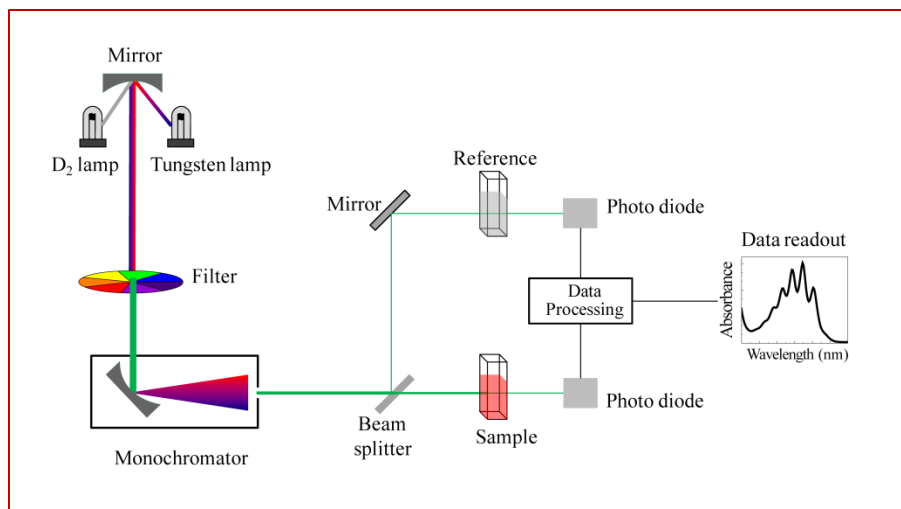 Mirror
D₂ lamp
Tungsten lamp
Filter
Monochromator
Mirror
Beam
splitter
Reference
Sample
Photo diode
Data
Processing
Photo diode
Data readout
Absorbance
Wavelength (nm)